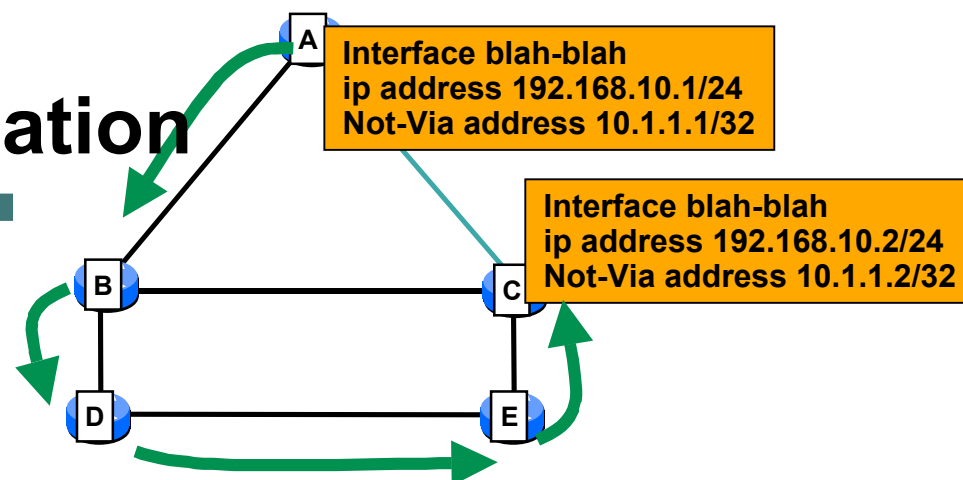 A
Interface blah-blah
ip address 192.168.10.1/24
Not-Via address 10.1.1.1/32
ation
Interface blah-blah
ip address 192.168.10.2/24
Not-Via address 10.1.1.2/32
B
C
D
E